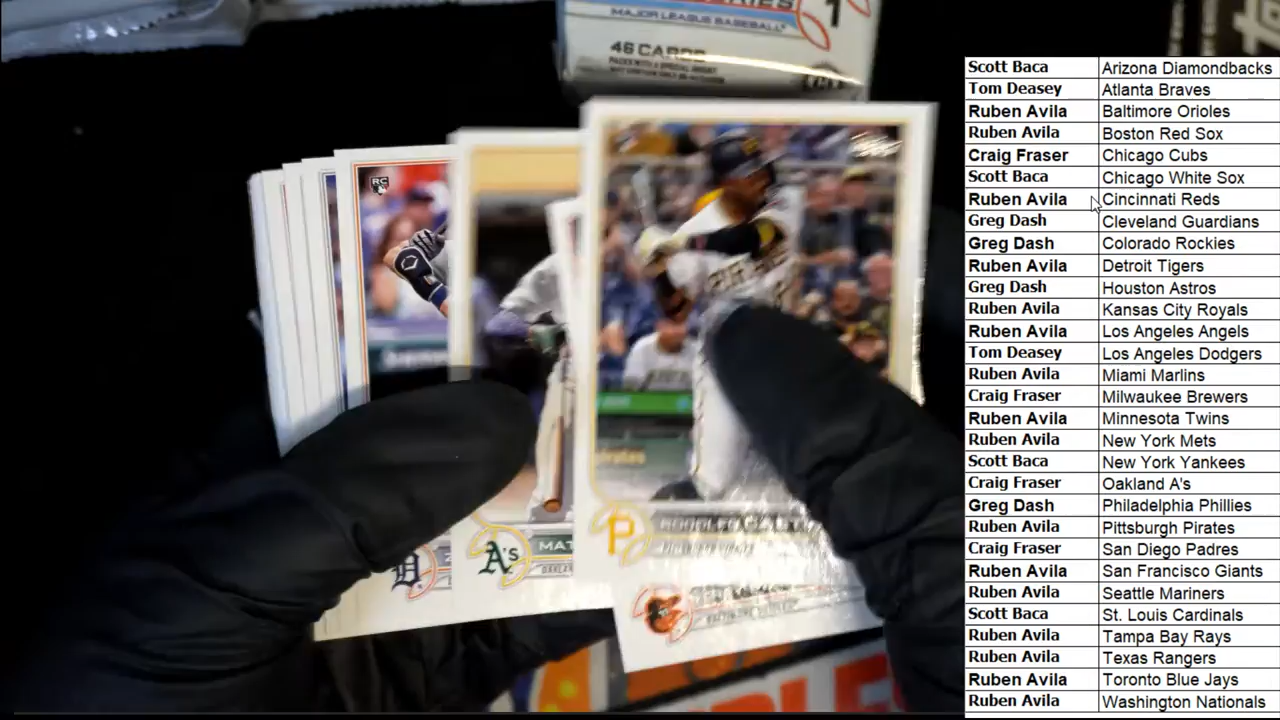 1
MAJOR LEAGUE BASEBALL
46 CARDS
RC
D
A's
MAT
P
Scott Baca Arizona Diamondbacks
Tom Deasey Atlanta Braves
Ruben Avila Baltimore Orioles
Ruben Avila Boston Red Sox
Craig Fraser Chicago Cubs
Scott Baca Chicago White Sox
Ruben Avila Cincinnati Reds
Greg Dash Cleveland Guardians
Greg Dash Colorado Rockies
Ruben Avila Detroit Tigers
Greg Dash Houston Astros
Ruben Avila Kansas City Royals
Ruben Avila Los Angeles Angels
Tom Deasey Los Angeles Dodgers
Ruben Avila Miami Marlins
Craig Fraser Milwaukee Brewers
Ruben Avila Minnesota Twins
Ruben Avila New York Mets
Scott Baca New York Yankees
Craig Fraser Oakland A's
Greg Dash Philadelphia Phillies
Ruben Avila Pittsburgh Pirates
Craig Fraser San Diego Padres
Ruben Avila San Francisco Giants
Ruben Avila Seattle Mariners
Scott Baca St. Louis Cardinals
Ruben Avila Tampa Bay Rays
Ruben Avila Texas Rangers
Ruben Avila Toronto Blue Jays
Ruben Avila Washington Nationals